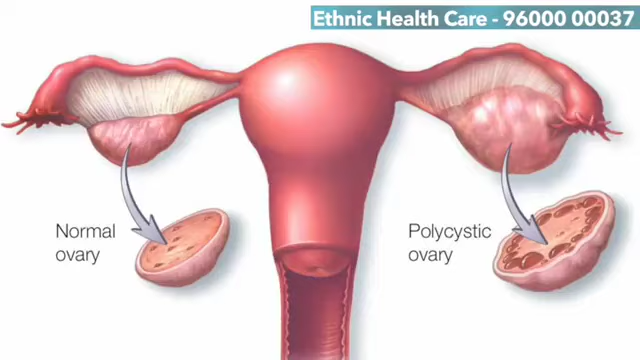 Ethnic Health Care - 96000 00037
Normal
ovary
Polycystic
ovary